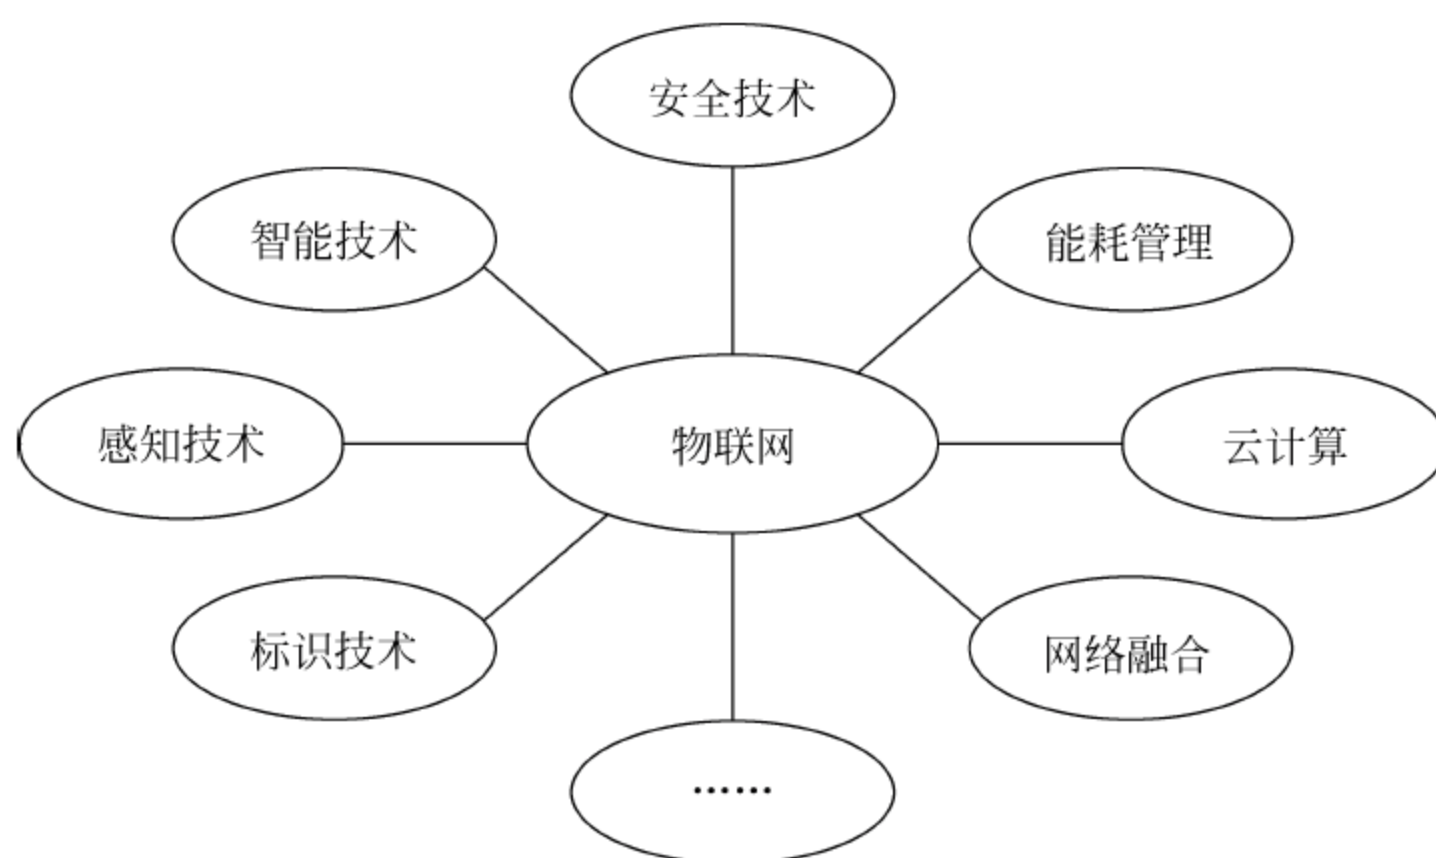 安全技术
智能技术
能耗管理
感知技术
物联网
云计算
标识技术
网络融合
……